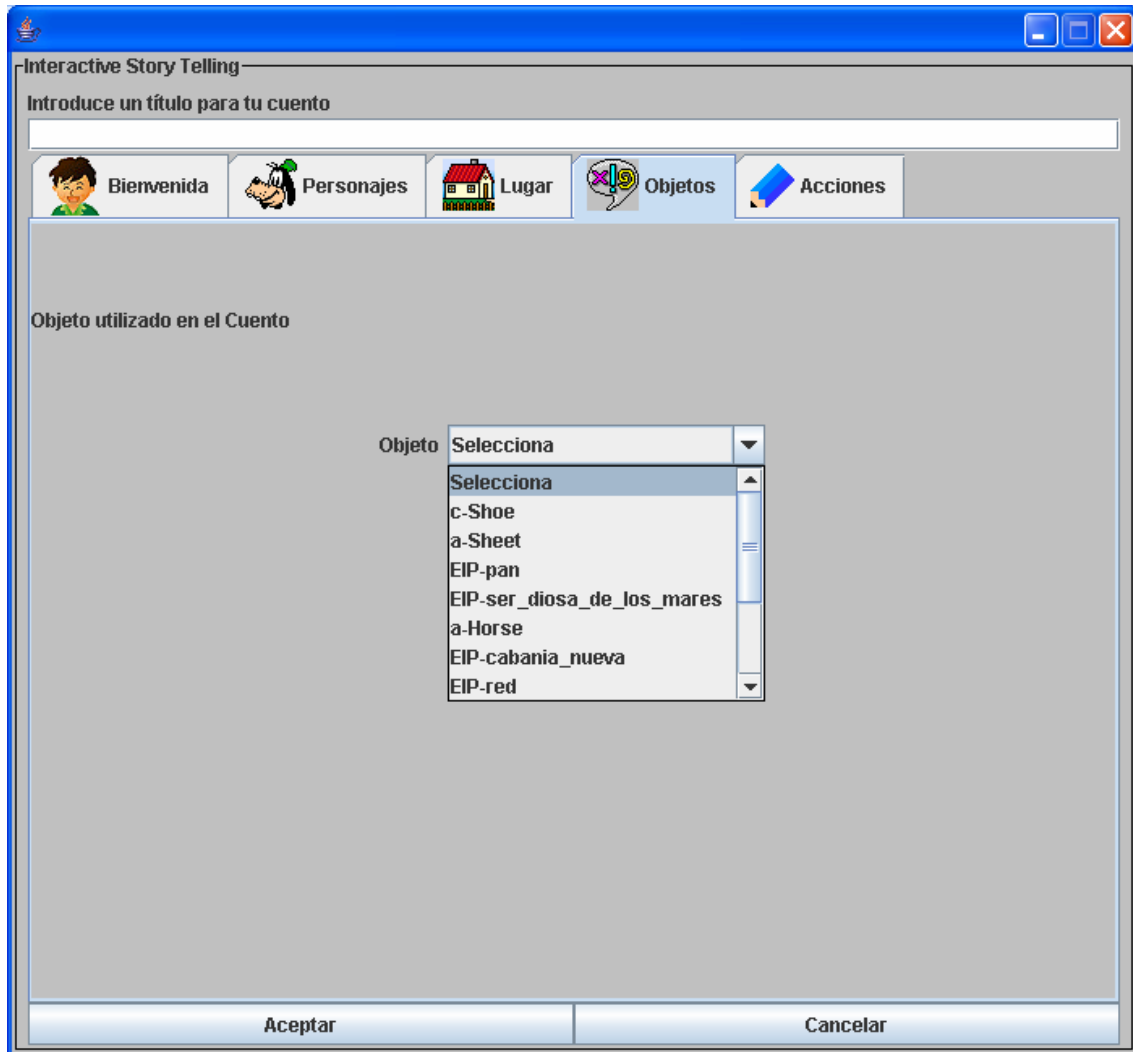 Interactive Story Telling
Introduce un título para tu cuento
Bienvenida Personajes Lugar Objetos Acciones
Objeto utilizado en el Cuento
Objeto Selecciona
Selecciona
c-Shoe
a-Sheet
EIP-pan
EIP-ser_diosa_de_los_mares
a-Horse
EIP-cabania_nueva
EIP-red
Aceptar Cancelar